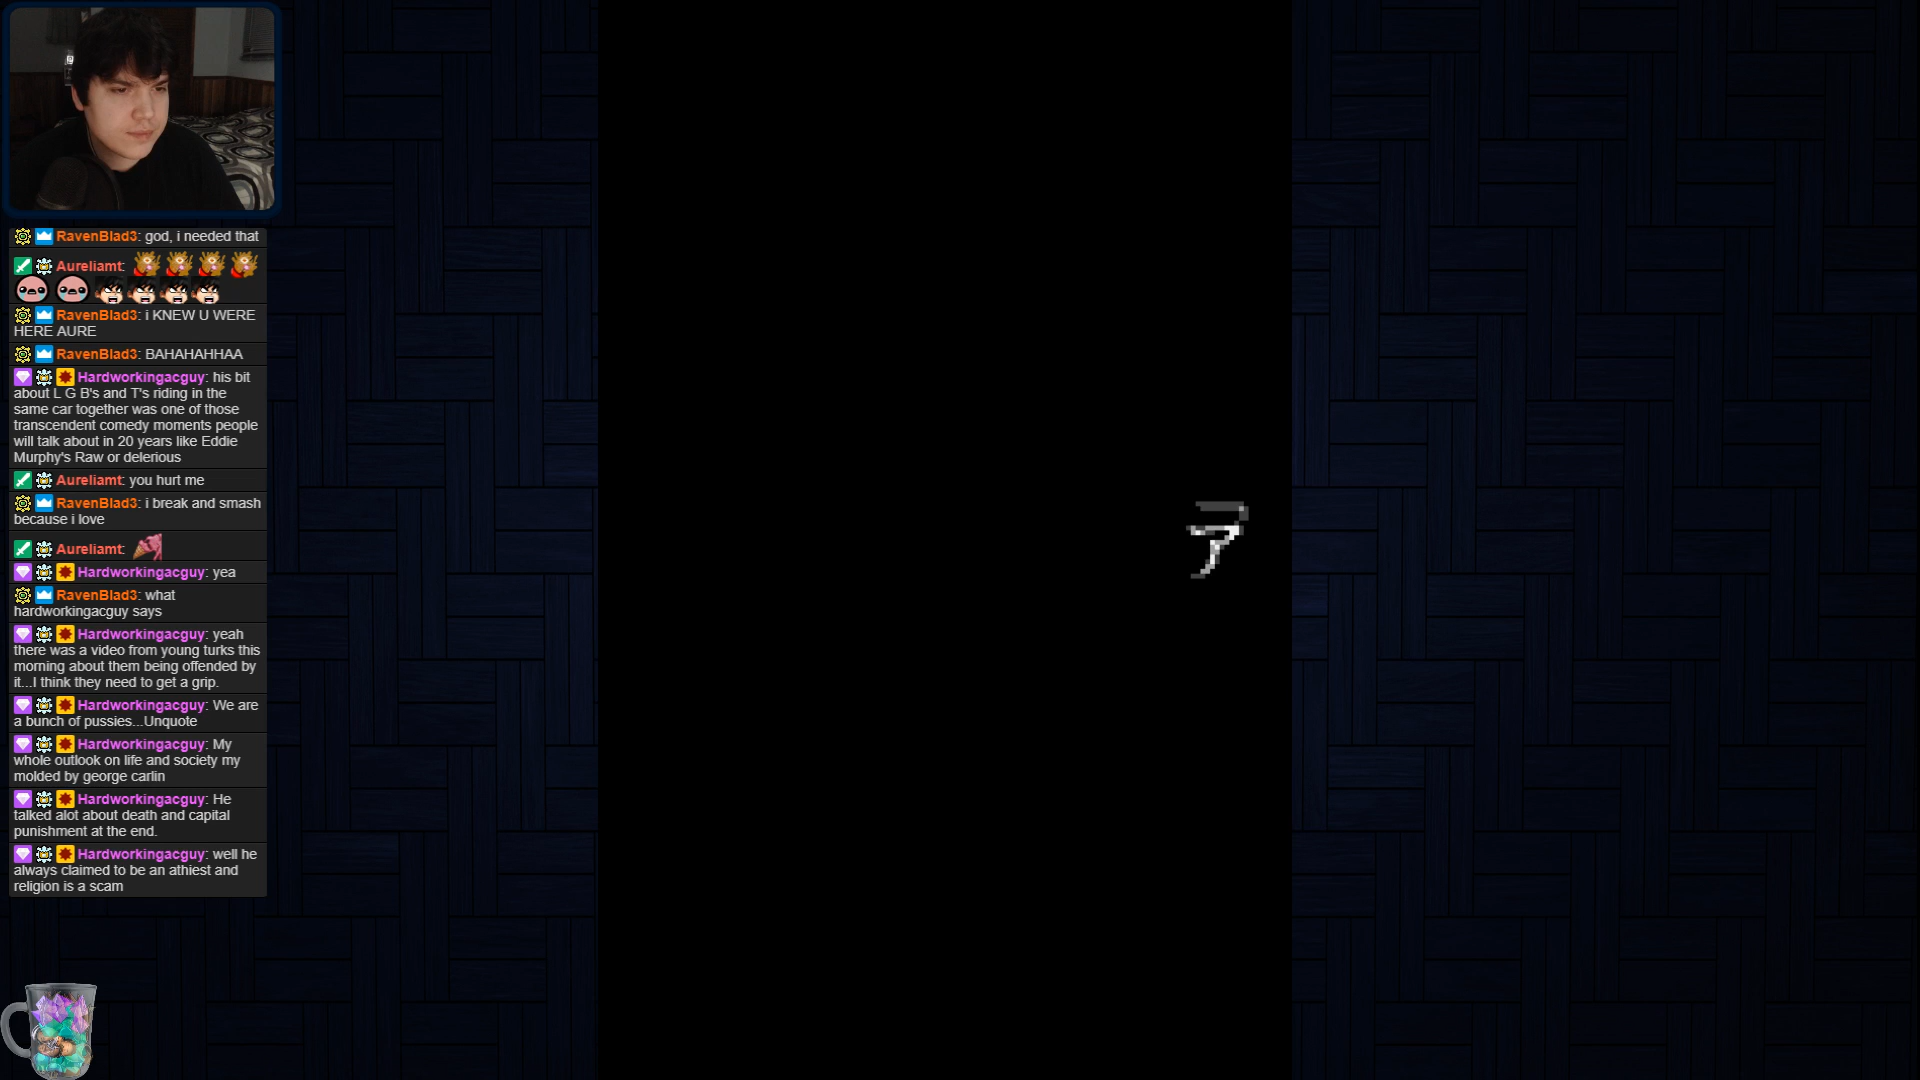 RavenBlad3: god, i needed that
Aureliamt:
RavenBlad3: i KNEW U WERE
HERE AURE
RavenBlad3: BAHAHAHHAA
Hardworkingacguy: his bit
about L G B's and T's riding in the
same car together was one of those
transcendent comedy moments people
will talk about in 20 years like Eddie
Murphy's Raw or delerious
Aureliamt: you hurt me
RavenBlad3: i break and smash
because i love
Aureliamt:
Hardworkingacguy: yea
RavenBlad3: what
hardworkingacguy says
Hardworkingacguy: yeah
there was a video from young turks this
morning about them being offended by
it...I think they need to get a grip.
Hardworkingacguy: We are
a bunch of pussies...Unquote
Hardworkingacguy: My
whole outlook on life and society my
molded by george carlin
Hardworkingacguy: He
talked alot about death and capital
punishment at the end.
Hardworkingacguy: well he
always claimed to be an athiest and
religion is a scam